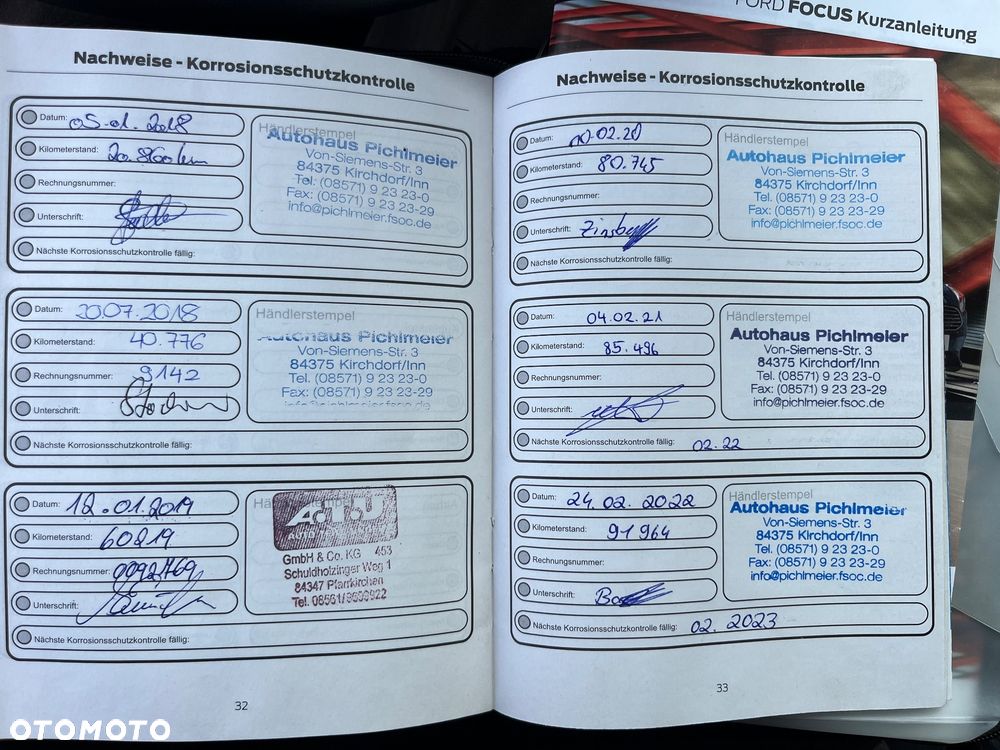 FORD FOCUS Kurzanleitung
Nachweise - Korrosionsschutzkontrolle
Datum: 05.01.2018
Kilometerstand: 20.860 km
Rechnungsnummer:
Unterschrift:
Nächste Korrosionsschutzkontrolle fällig:
Händlerstempel
Autohaus Pichlmeier
Von-Siemens-Str. 3
84375 Kirchdorf/Inn
Tel. (08571) 9 23 23-0
Fax: (08571) 9 23 23-29
info@pichlmeier.fsoc.de
Datum: 20.07.2018
Kilometerstand: 40.776
Rechnungsnummer: 9142
Unterschrift:
Nächste Korrosionsschutzkontrolle fällig:
Händlerstempel
Autohaus Pichlmeier
Von-Siemens-Str. 3
84375 Kirchdorf/Inn
Tel. (08571) 9 23 23-0
Fax: (08571) 9 23 23-29
info@pichlmeier.fsoc.de
Datum: 12.01.2019
Kilometerstand: 60219
Rechnungsnummer:
Unterschrift:
Nächste Korrosionsschutzkontrolle fällig:
A.T.U
AUTO
GmbH & Co. KG 453
Schuldholzinger Weg 1
84347 Pfarrkirchen
Tel. 08561/9600922
32
Nachweise - Korrosionsschutzkontrolle
Datum: 02.20
Kilometerstand: 80.745
Rechnungsnummer:
Unterschrift:
Nächste Korrosionsschutzkontrolle fällig:
Händlerstempel
Autohaus Pichlmeier
Von-Siemens-Str. 3
84375 Kirchdorf/Inn
Tel. (08571) 9 23 23-0
Fax: (08571) 9 23 23-29
info@pichlmeier.fsoc.de
Datum: 04.02.21
Kilometerstand: 85.496
Rechnungsnummer:
Unterschrift:
Nächste Korrosionsschutzkontrolle fällig: 02.22
Händlerstempel
Autohaus Pichlmeier
Von-Siemens-Str. 3
84375 Kirchdorf/Inn
Tel. (08571) 9 23 23-0
Fax: (08571) 9 23 23-29
info@pichlmeier.fsoc.de
Datum: 24.02.2022
Kilometerstand: 91964
Rechnungsnummer:
Unterschrift:
Nächste Korrosionsschutzkontrolle fällig: 02.2023
Händlerstempel
Autohaus Pichlmeier
Von-Siemens-Str. 3
84375 Kirchdorf/Inn
Tel. (08571) 9 23 23-0
Fax: (08571) 9 23 23-29
info@pichlmeier.fsoc.de
33
OTOMOTO